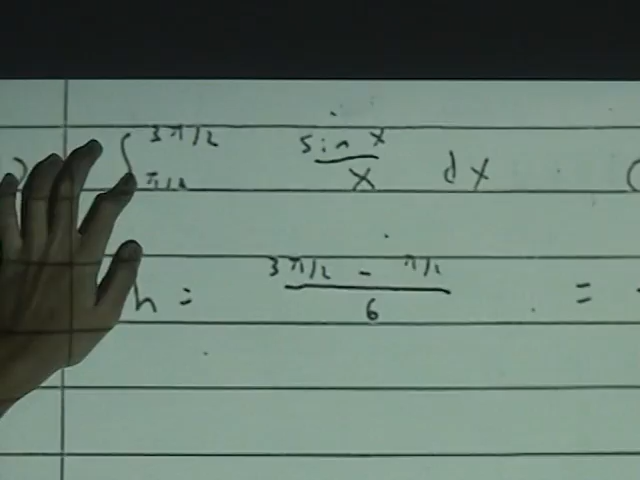 ∫_{π/2}^{3π/2} sin x / x dx (
h = (3π/2 - π/2) / 6 =